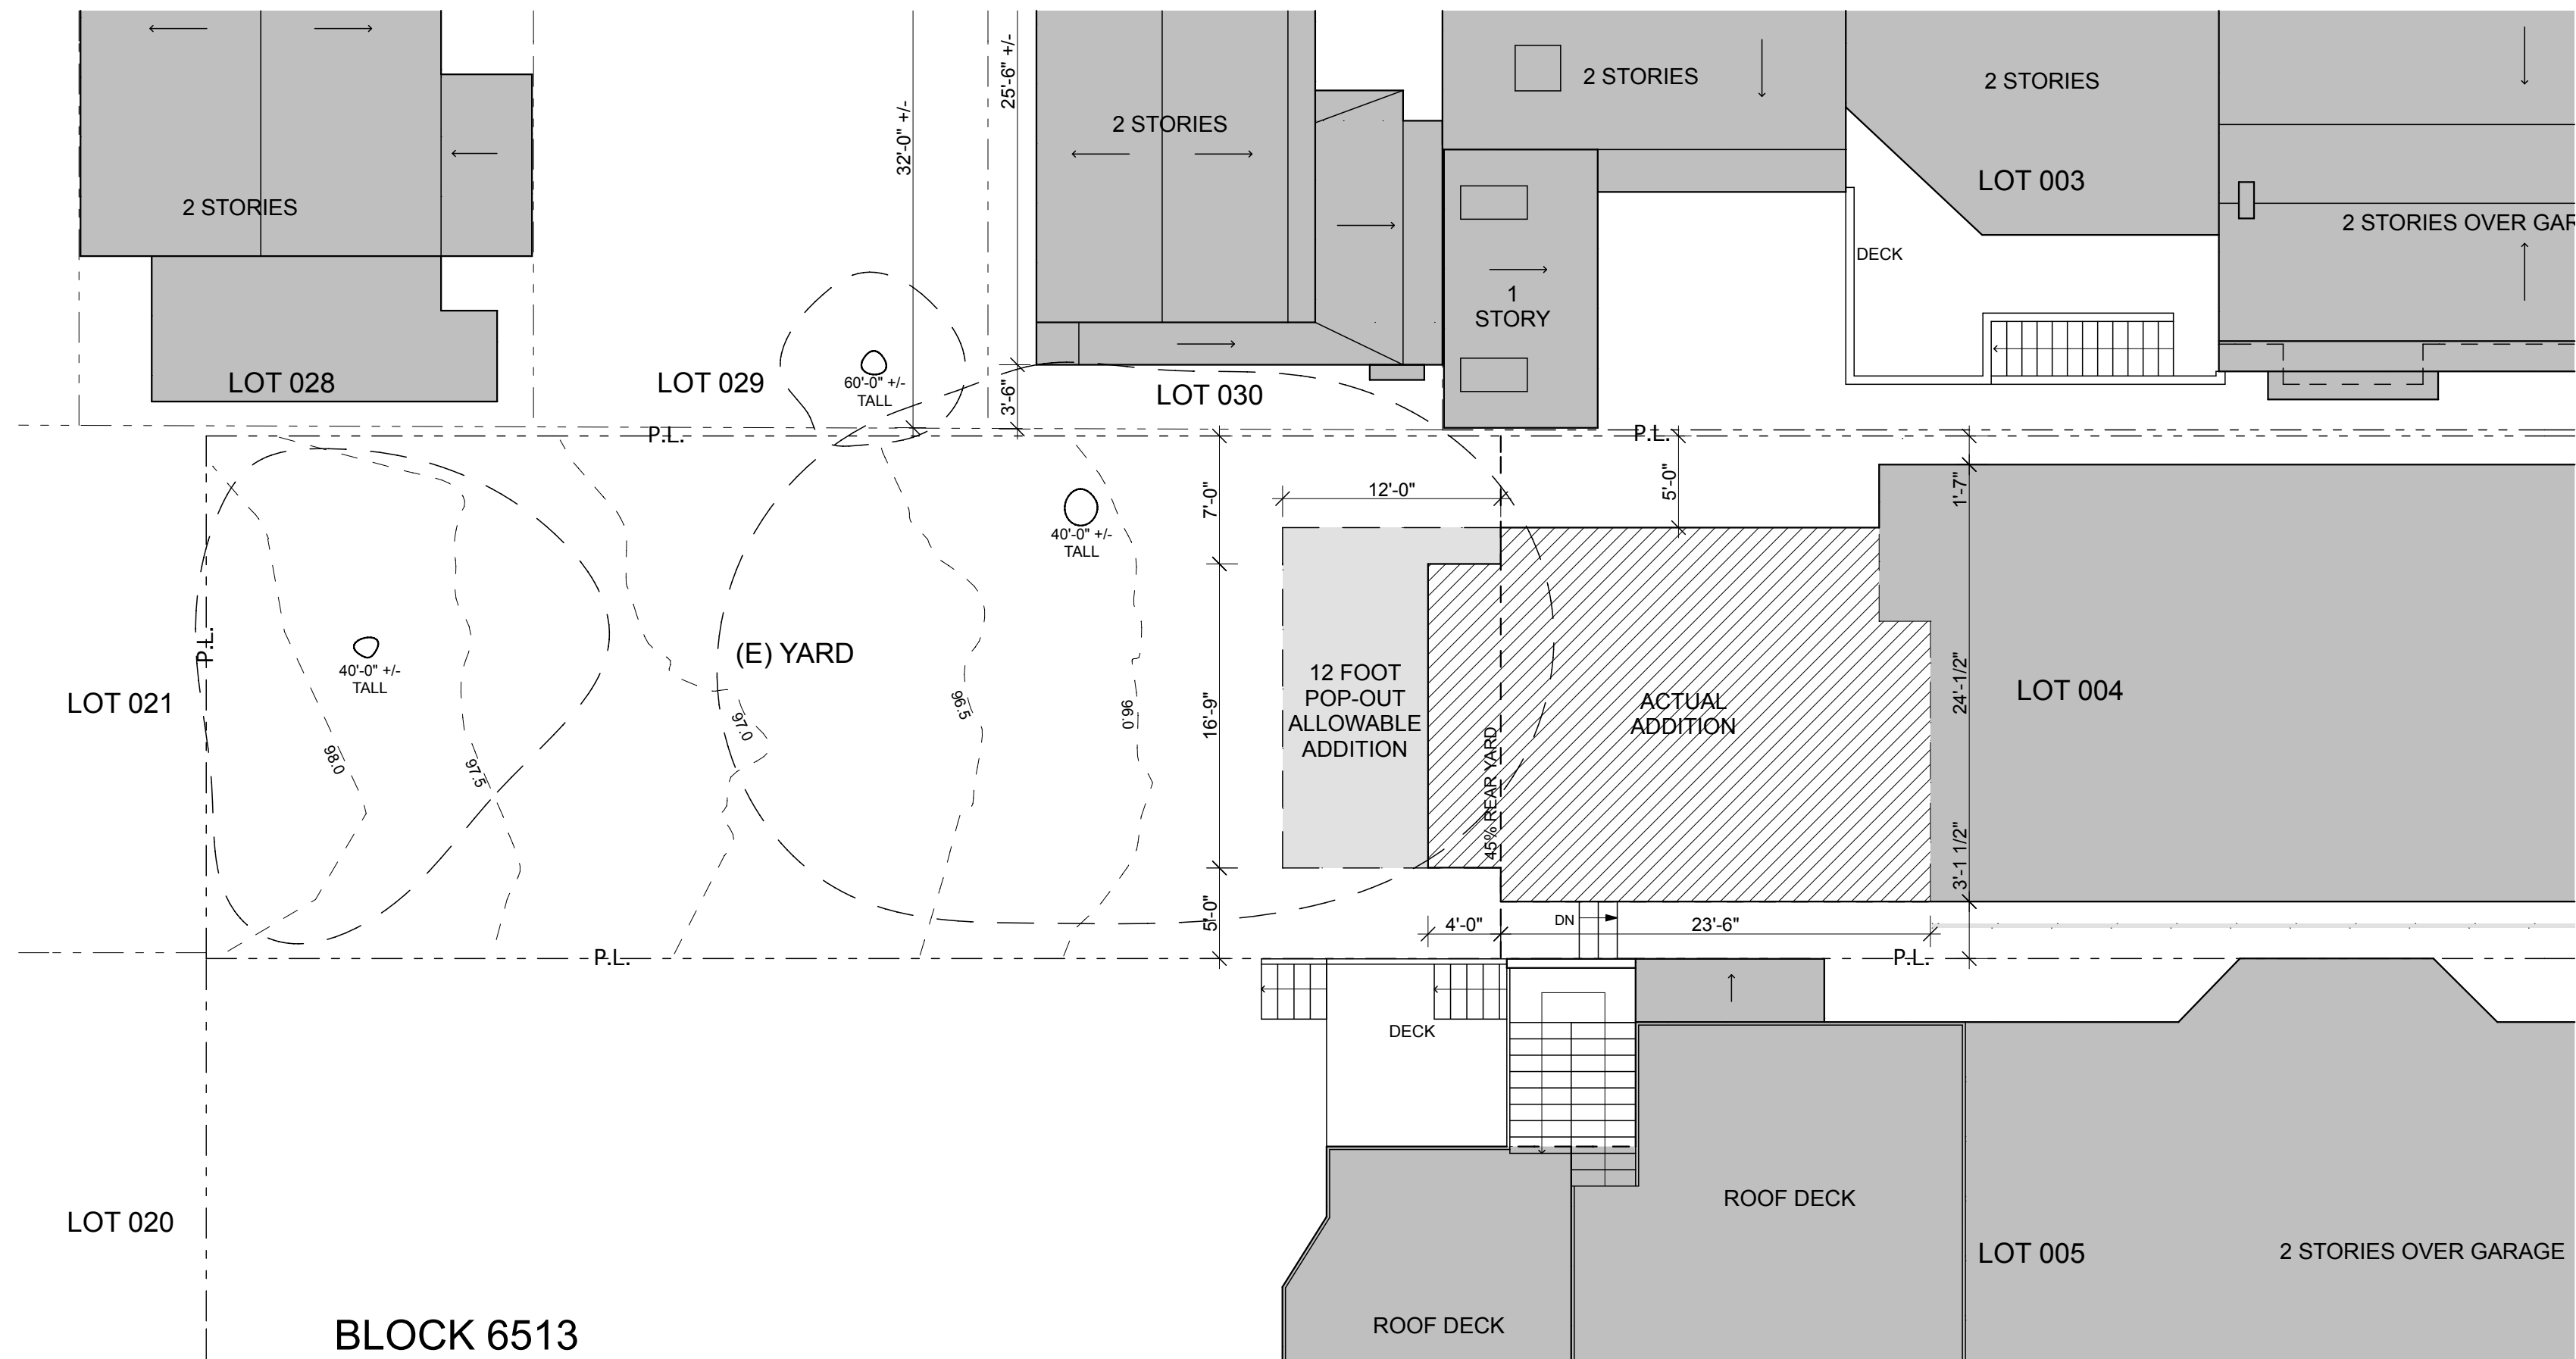 25'-6" +/-
32'-0" +/-
2 STORIES
2 STORIES
2 STORIES
2 STORIES
LOT 003
2 STORIES
2 STORIES OVER GAR
DECK
1
STORY
LOT 028
LOT 029
60'-0" +/-
TALL
3'-6"
LOT 030
P.L.
P.L.
12'-0"
7'-0"
5'-0"
1'-7"
40'-0" +/-
TALL
P.L.
(E) YARD
40'-0" +/-
TALL
LOT 021
98.0
97.5
97.0
96.5
96.0
16'-9"
12 FOOT
POP-OUT
ALLOWABLE
ADDITION
45% REAR YARD
ACTUAL
ADDITION
24'-1/2"
LOT 004
3'-1 1/2"
5'-0"
4'-0"
DN
23'-6"
P.L.
P.L.
DECK
ROOF DECK
LOT 020
LOT 005
2 STORIES OVER GARAGE
BLOCK 6513
ROOF DECK